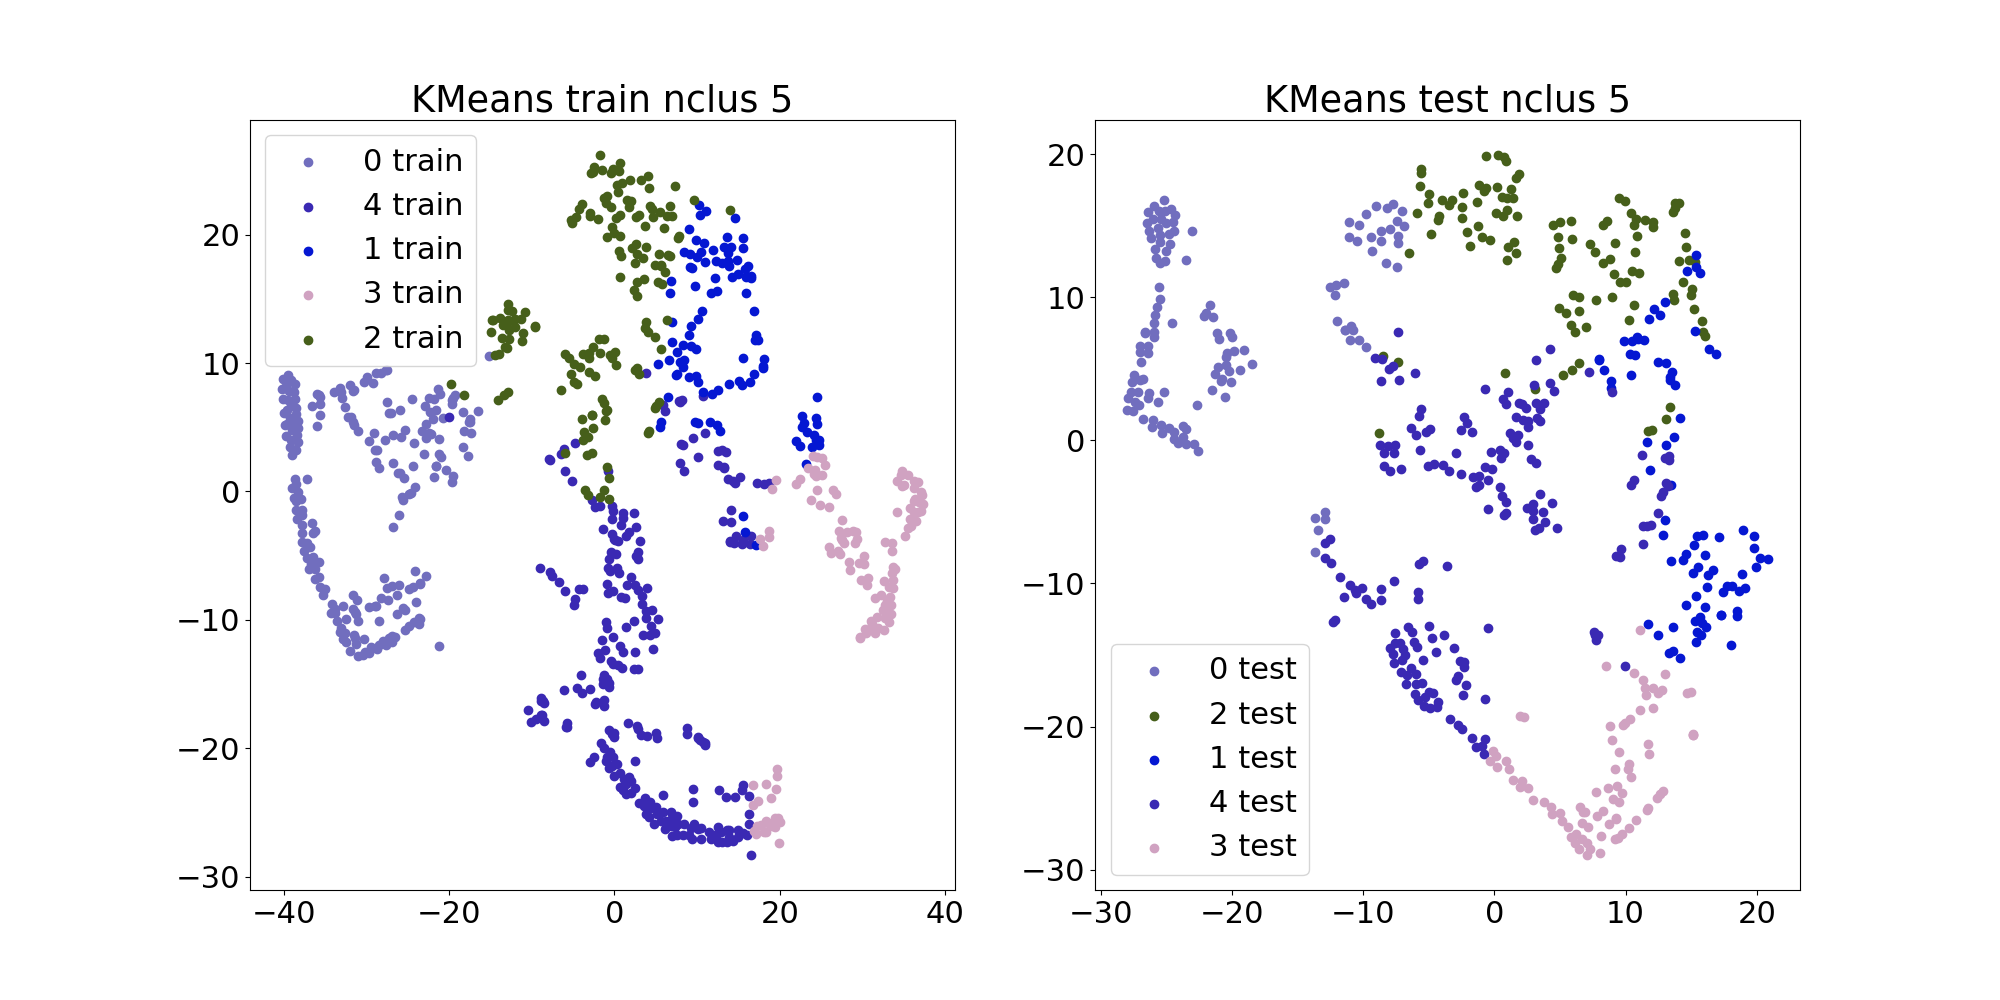 KMeans train nclus 5
0 train
4 train
1 train
3 train
2 train
20
10
0
−10
−20
−30
−40 −20 0 20 40
KMeans test nclus 5
20
10
0
−10
−20
−30
0 test
2 test
1 test
4 test
3 test
−30 −20 −10 0 10 20